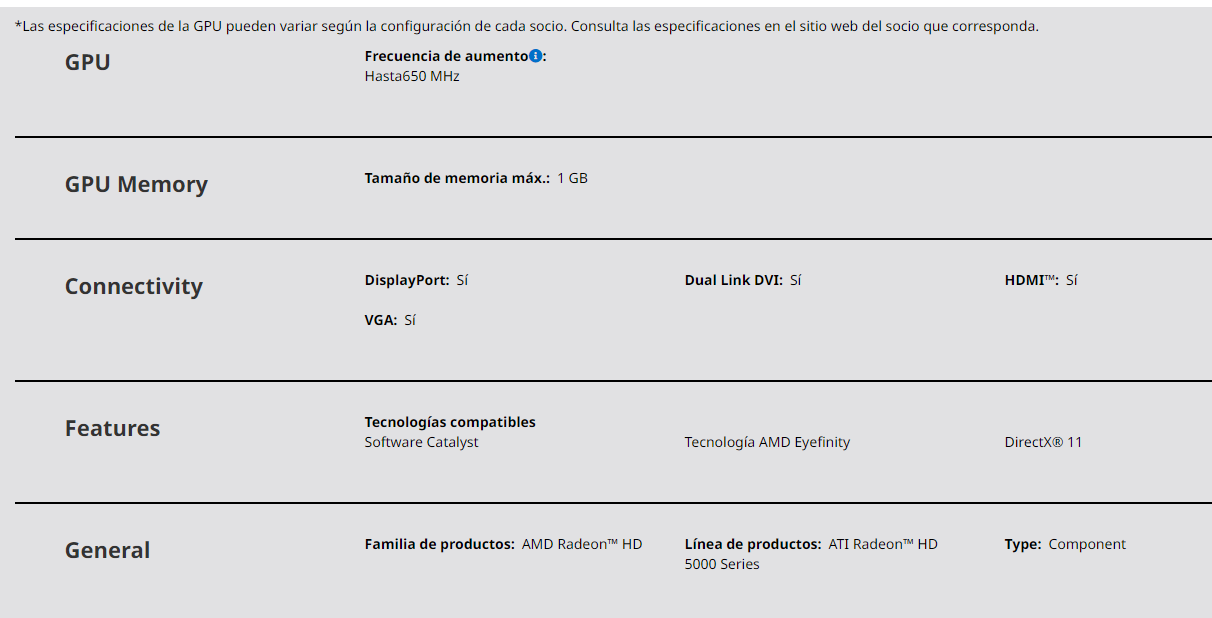 *Las especificaciones de la GPU pueden variar según la configuración de cada socio. Consulta las especificaciones en el sitio web del socio que corresponda.
GPU
Frecuencia de aumento:
Hasta650 MHz
GPU Memory
Tamaño de memoria máx.: 1 GB
Connectivity
DisplayPort: Sí
Dual Link DVI: Sí
HDMI™: Sí
VGA: Sí
Features
Tecnologías compatibles
Software Catalyst
Tecnología AMD Eyefinity
DirectX® 11
General
Familia de productos: AMD Radeon™ HD
Línea de productos: ATI Radeon™ HD
5000 Series
Type: Component